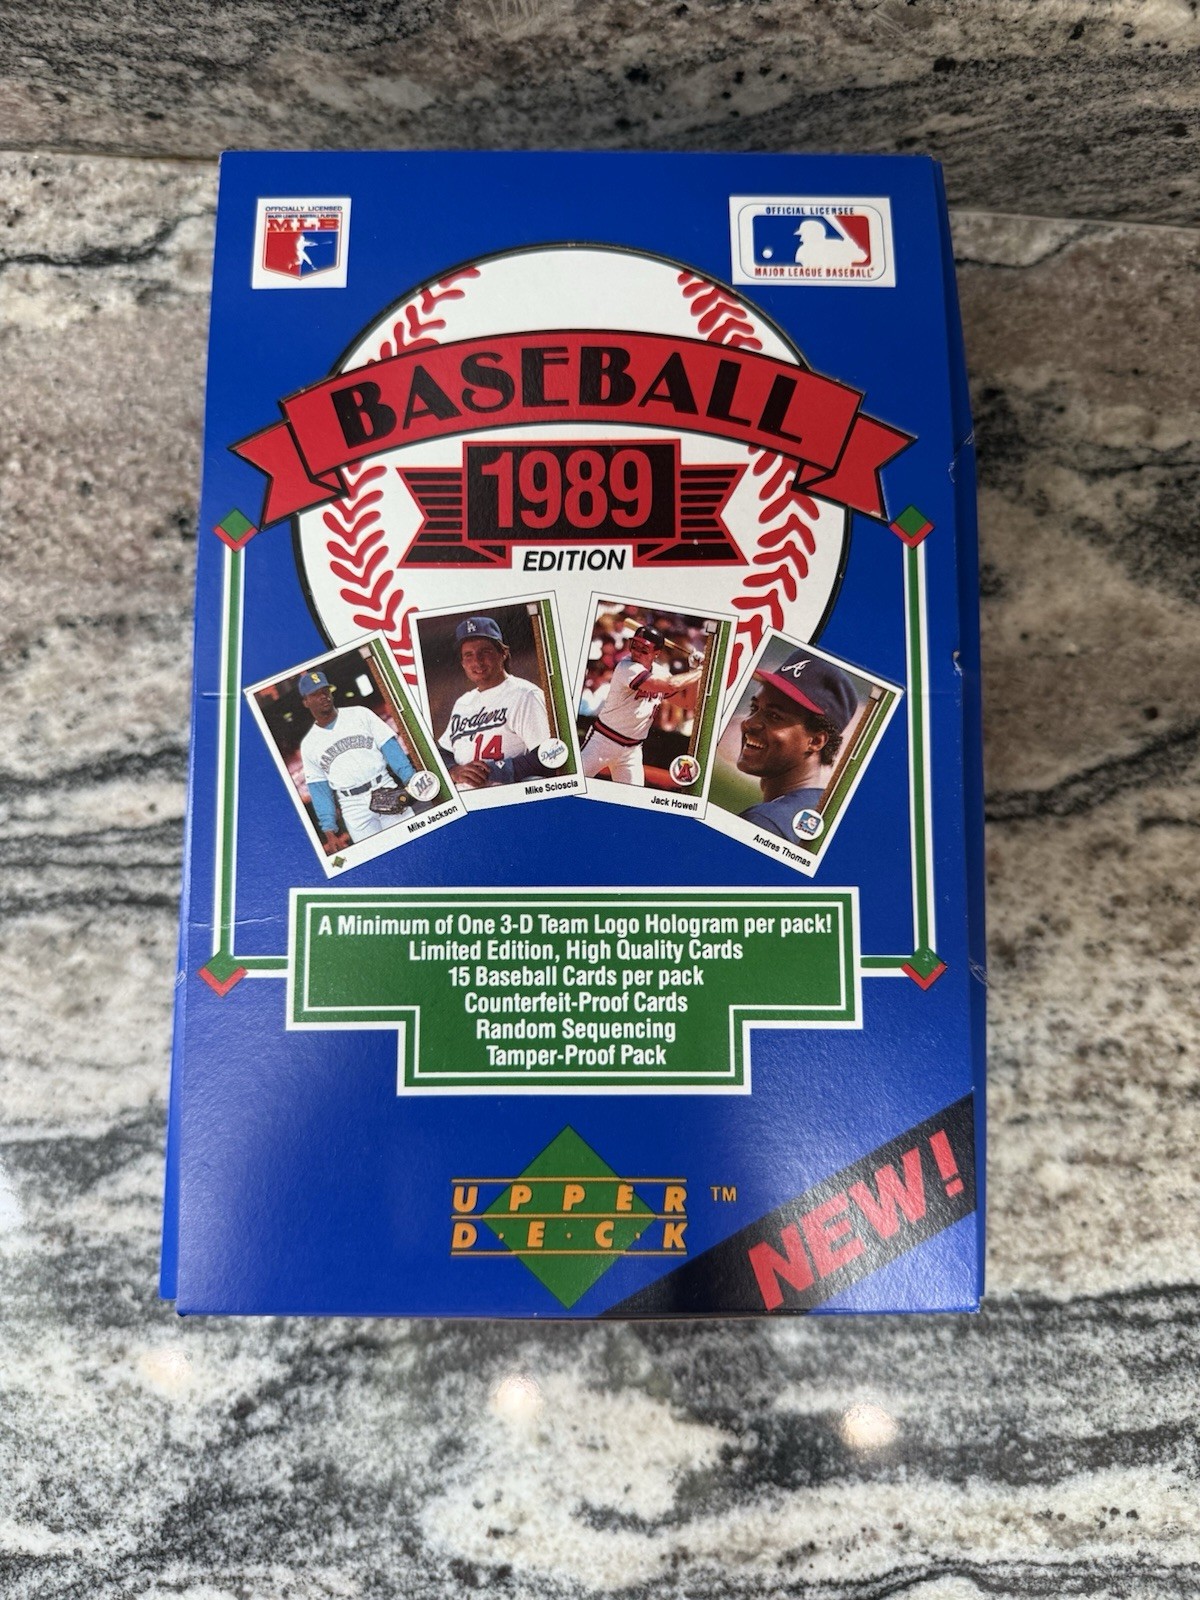 OFFICIALLY LICENSED
MAJOR LEAGUE BASEBALL PLAYERS
MLB
OFFICIAL LICENSEE
MAJOR LEAGUE BASEBALL
BASEBALL
1989
EDITION
S
MARINERS
M's
Mike Jackson
LA
Dodgers
14
Dodgers
Mike Scioscia
A
Jack Howell
A
Andres Thomas
A Minimum of One 3-D Team Logo Hologram per pack!
Limited Edition, High Quality Cards
15 Baseball Cards per pack
Counterfeit-Proof Cards
Random Sequencing
Tamper-Proof Pack
UPPER TM
D·E·C·K
NEW!